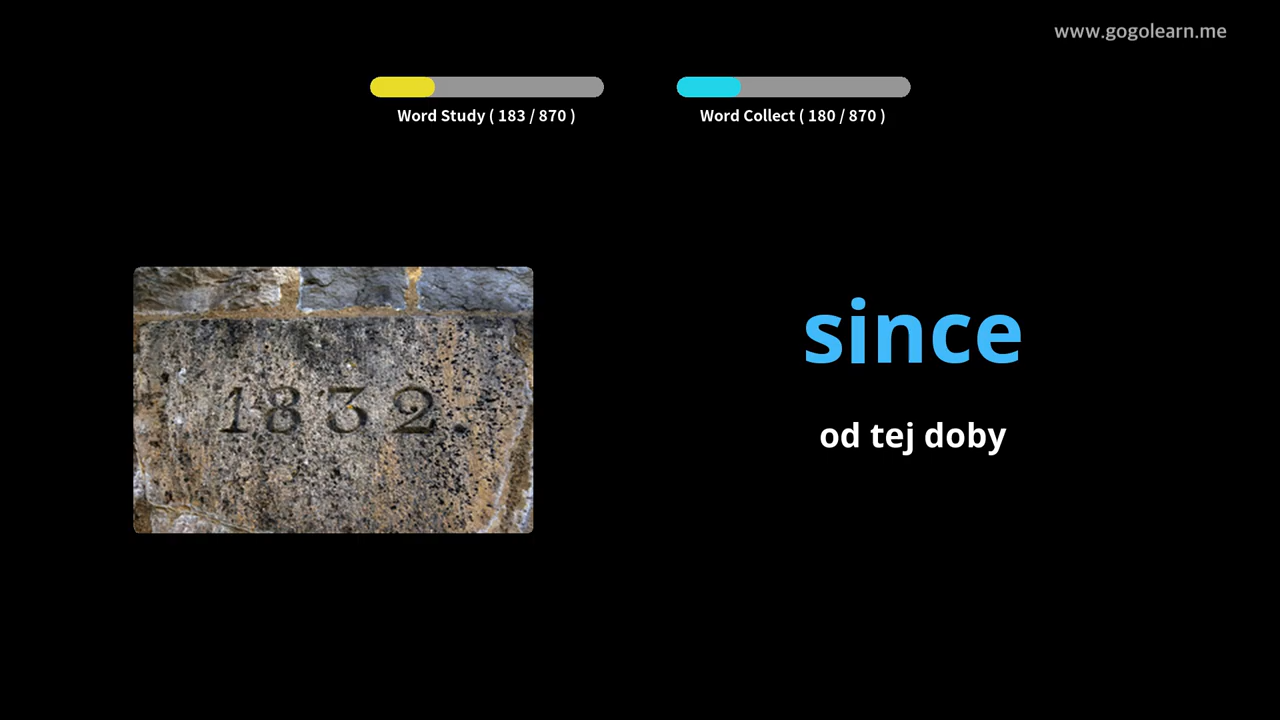 www.gogolearn.me
Word Study ( 183 / 870 )
Word Collect ( 180 / 870 )
1832.
since
od tej doby